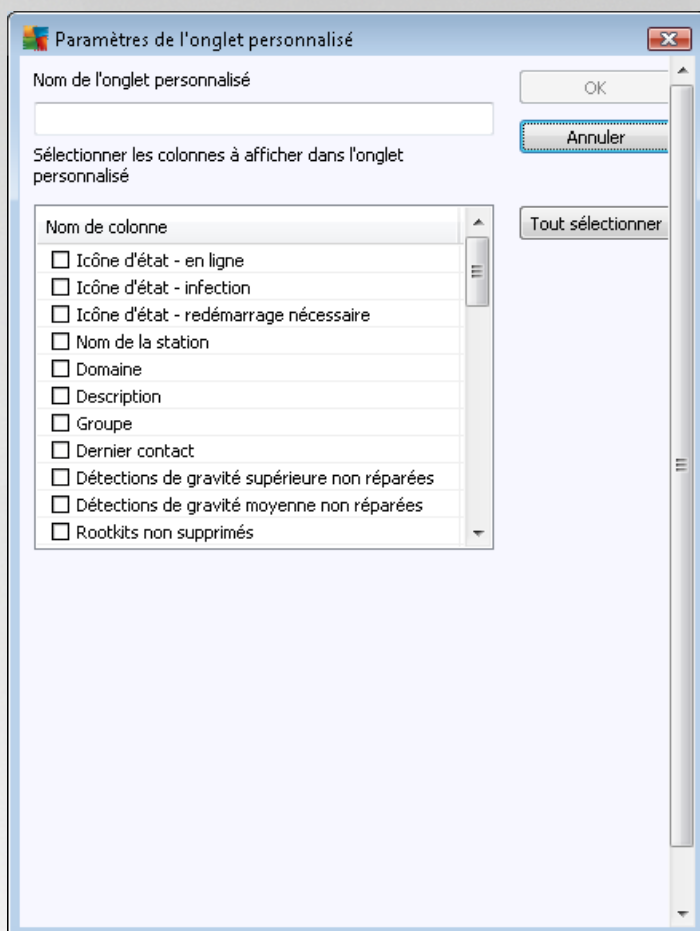 Paramètres de l'onglet personnalisé
Nom de l'onglet personnalisé
OK
Annuler
Sélectionner les colonnes à afficher dans l'onglet
personnalisé
Tout sélectionner
Nom de colonne
Icône d'état - en ligne
Icône d'état - infection
Icône d'état - redémarrage nécessaire
Nom de la station
Domaine
Description
Groupe
Dernier contact
Détections de gravité supérieure non réparées
Détections de gravité moyenne non réparées
Rootkits non supprimés